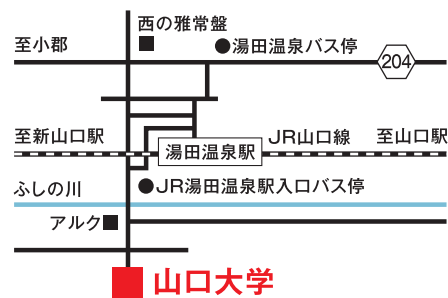 西の雅常盤
至小郡
湯田温泉バス停
204
至新山口駅
湯田温泉駅
JR山口線
至山口駅
ふしの川
JR湯田温泉駅入口バス停
アルク
山口大学